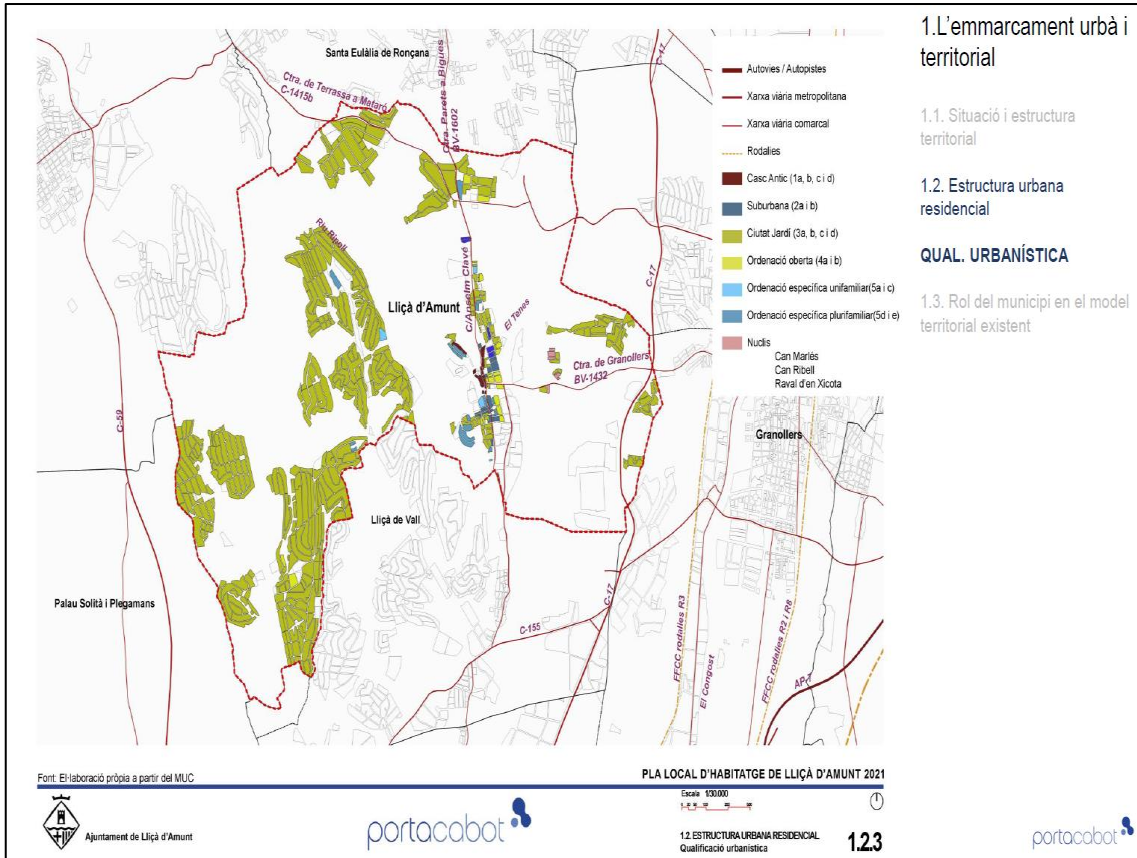 1.L'emmarcament urbà i
territorial
1.1. Situació i estructura
territorial
1.2. Estructura urbana
residencial
QUAL. URBANÍSTICA
1.3. Rol del municipi en el model
territorial existent
Santa Eulàlia de Ronçana
Ctra. de Terrassa a Mataró
C-1415b
Ctra. Parets a Bigues
BV-1602
C-17
Riu Ripoll
Lliçà d'Amunt
C/Anselm Clavé
El Tenes
C-17
Ctra. de Granollers
BV-1432
C-59
Granollers
Lliçà de Vall
Palau Solità i Plegamans
C-155
C-17
FFCC rodalies R3
El Congost
FFCC rodalies R2 i R8
AP-7
Autovies / Autopistes
Xarxa viària metropolitana
Xarxa viària comarcal
Rodalies
Casc Antic (1a, b, c i d)
Suburbana (2a i b)
Ciutat Jardí (3a, b, c i d)
Ordenació oberta (4a i b)
Ordenació específica unifamiliar(5a i c)
Ordenació específica plurifamiliar(5d i e)
Nuclis
Can Marlès
Can Ribell
Raval d'en Xicota
Font: El·laboració pròpia a partir del MUC
PLA LOCAL D'HABITATGE DE LLIÇÀ D'AMUNT 2021
Ajuntament de Lliçà d'Amunt
portacabot
Escala 1/30.000
1.2. ESTRUCTURA URBANA RESIDENCIAL
Qualificació urbanística
1.2.3
portacabot